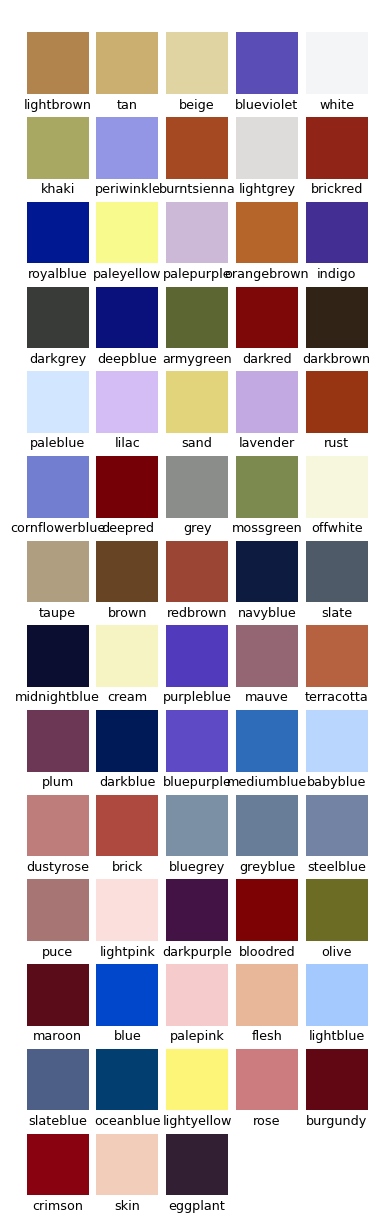 lightbrown tan beige blueviolet white
khaki periwinkle burntsienna lightgrey brickred
royalblue paleyellow palepurple orangebrown indigo
darkgrey deepblue armygreen darkred darkbrown
paleblue lilac sand lavender rust
cornflowerblue deepred grey mossgreen offwhite
taupe brown redbrown navyblue slate
midnightblue cream purpleblue mauve terracotta
plum darkblue bluepurple mediumblue babyblue
dustyrose brick bluegrey greyblue steelblue
puce lightpink darkpurple bloodred olive
maroon blue palepink flesh lightblue
slateblue oceanblue lightyellow rose burgundy
crimson skin eggplant